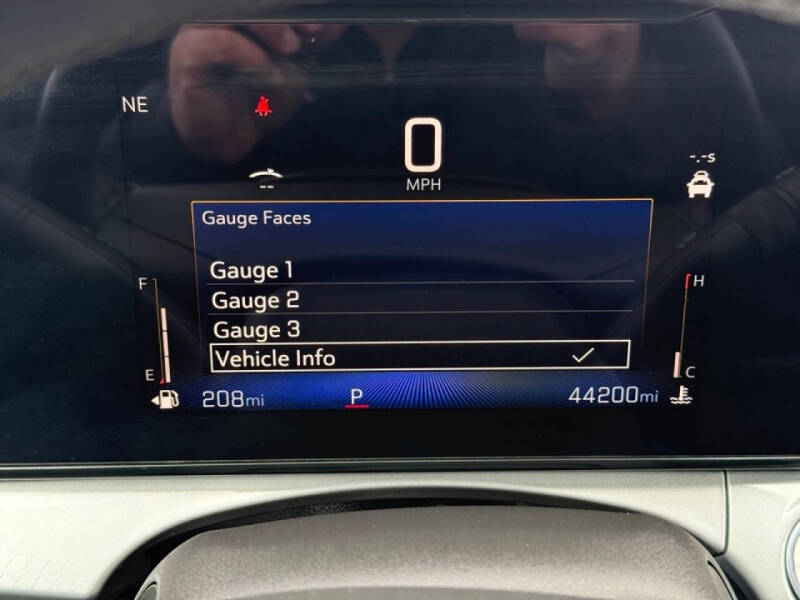 NE
0
MPH
--
-.-s
Gauge Faces
Gauge 1
Gauge 2
Gauge 3
Vehicle Info
F
E
H
C
208mi
P
44200mi